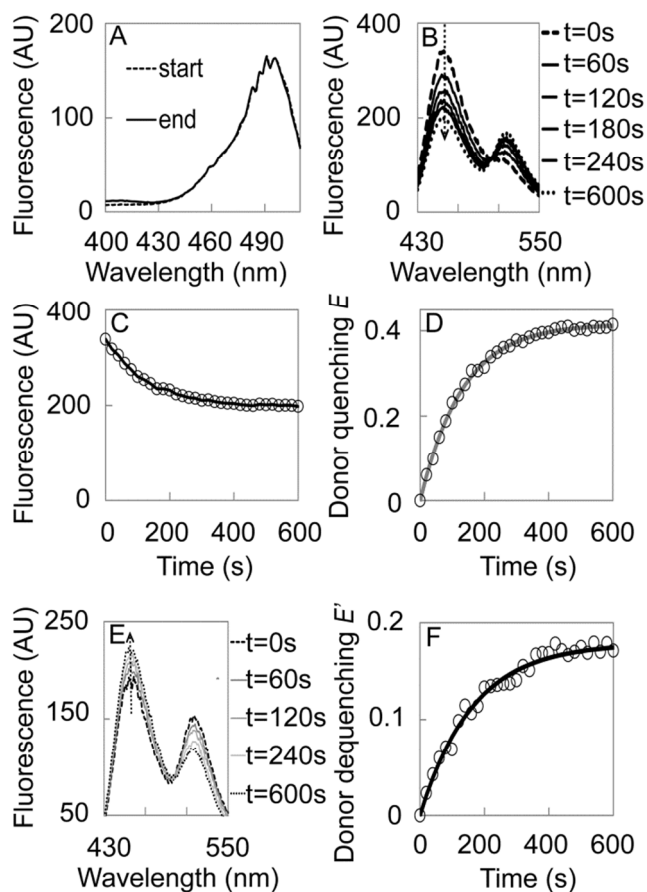 A
Fluorescence (AU)
200
100
0
start
end
400 430 460 490
Wavelength (nm)
B
Fluorescence (AU)
400
200
0
t=0s
t=60s
t=120s
t=180s
t=240s
t=600s
430 550
Wavelength (nm)
C
Fluorescence (AU)
400
200
0
0 200 400 600
Time (s)
D
Donor quenching E
0.4
0.2
0
0 200 400 600
Time (s)
E
Fluorescence (AU)
250
150
50
t=0s
t=60s
t=120s
t=240s
t=600s
430 550
Wavelength (nm)
F
Donor dequenching E'
0.2
0.1
0
0 200 400 600
Time (s)